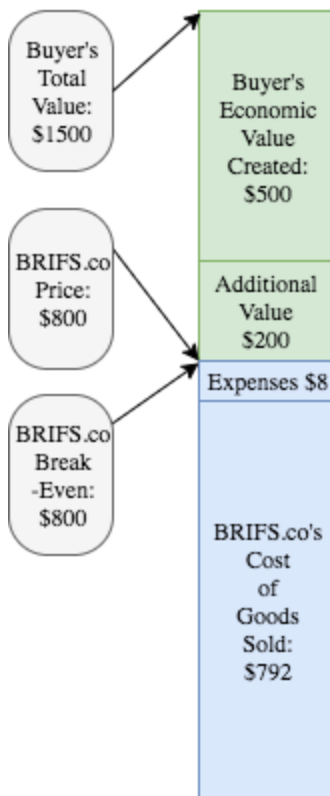 Buyer's
Total
Value:
$1500
BRIFS.co
Price:
$800
BRIFS.co
Break
-Even:
$800
Buyer's
Economic
Value
Created:
$500
Additional
Value
$200
Expenses $8
BRIFS.co's
Cost
of
Goods
Sold:
$792